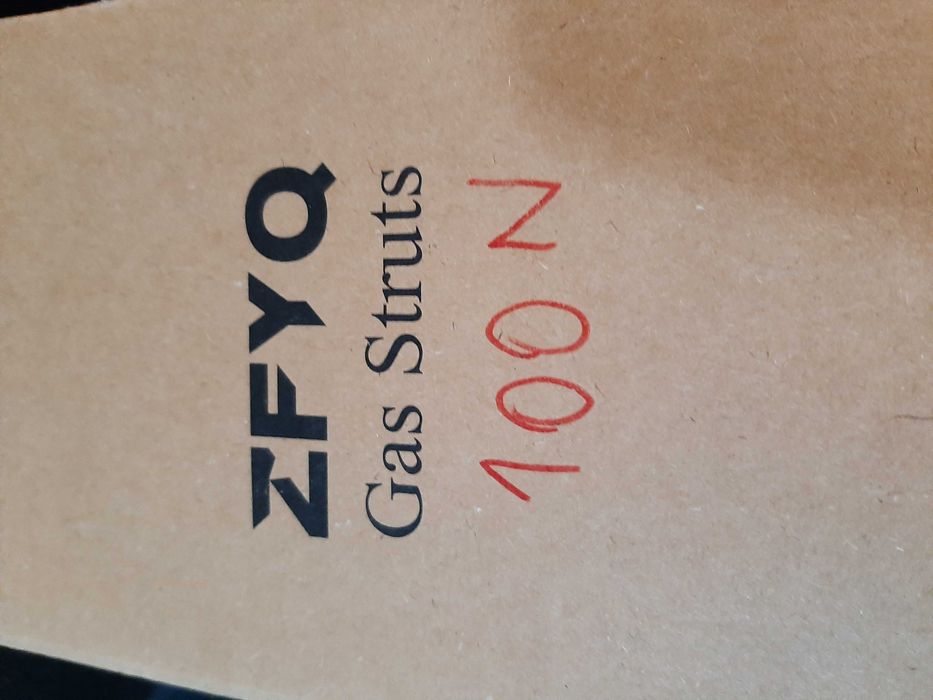 ZFYQ
Gas Struts
100 N